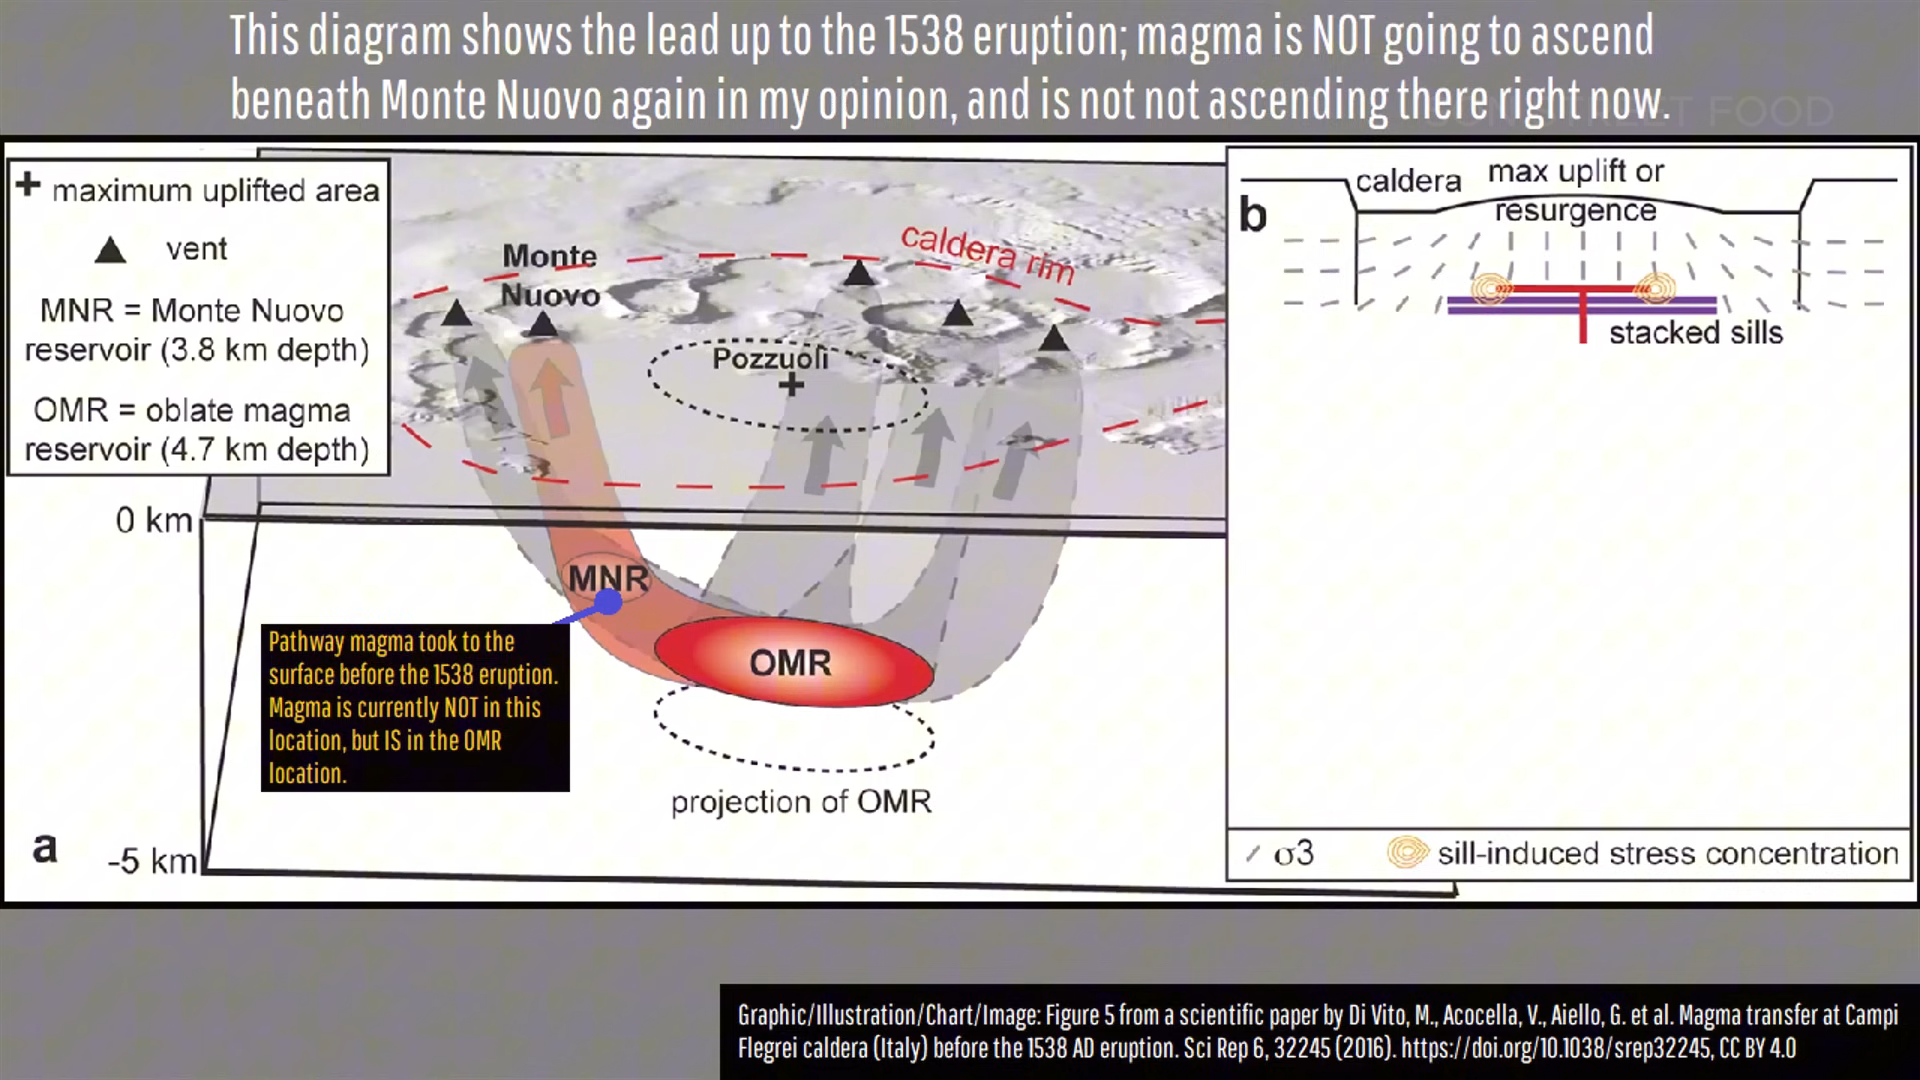 This diagram shows the lead up to the 1538 eruption; magma is NOT going to ascend
beneath Monte Nuovo again in my opinion, and is not not ascending there right now.
STREET FOOD
+ maximum uplifted area
vent
MNR = Monte Nuovo
reservoir (3.8 km depth)
OMR = oblate magma
reservoir (4.7 km depth)
Monte
Nuovo
caldera rim
Pozzuoli
+
0 km
MNR
OMR
Pathway magma took to the
surface before the 1538 eruption.
Magma is currently NOT in this
location, but IS in the OMR
location.
projection of OMR
a
-5 km
b
caldera
max uplift or
resurgence
stacked sills
σ3
sill-induced stress concentration
Graphic/Illustration/Chart/Image: Figure 5 from a scientific paper by Di Vito, M., Acocella, V., Aiello, G. et al. Magma transfer at Campi
Flegrei caldera (Italy) before the 1538 AD eruption. Sci Rep 6, 32245 (2016). https://doi.org/10.1038/srep32245, CC BY 4.0